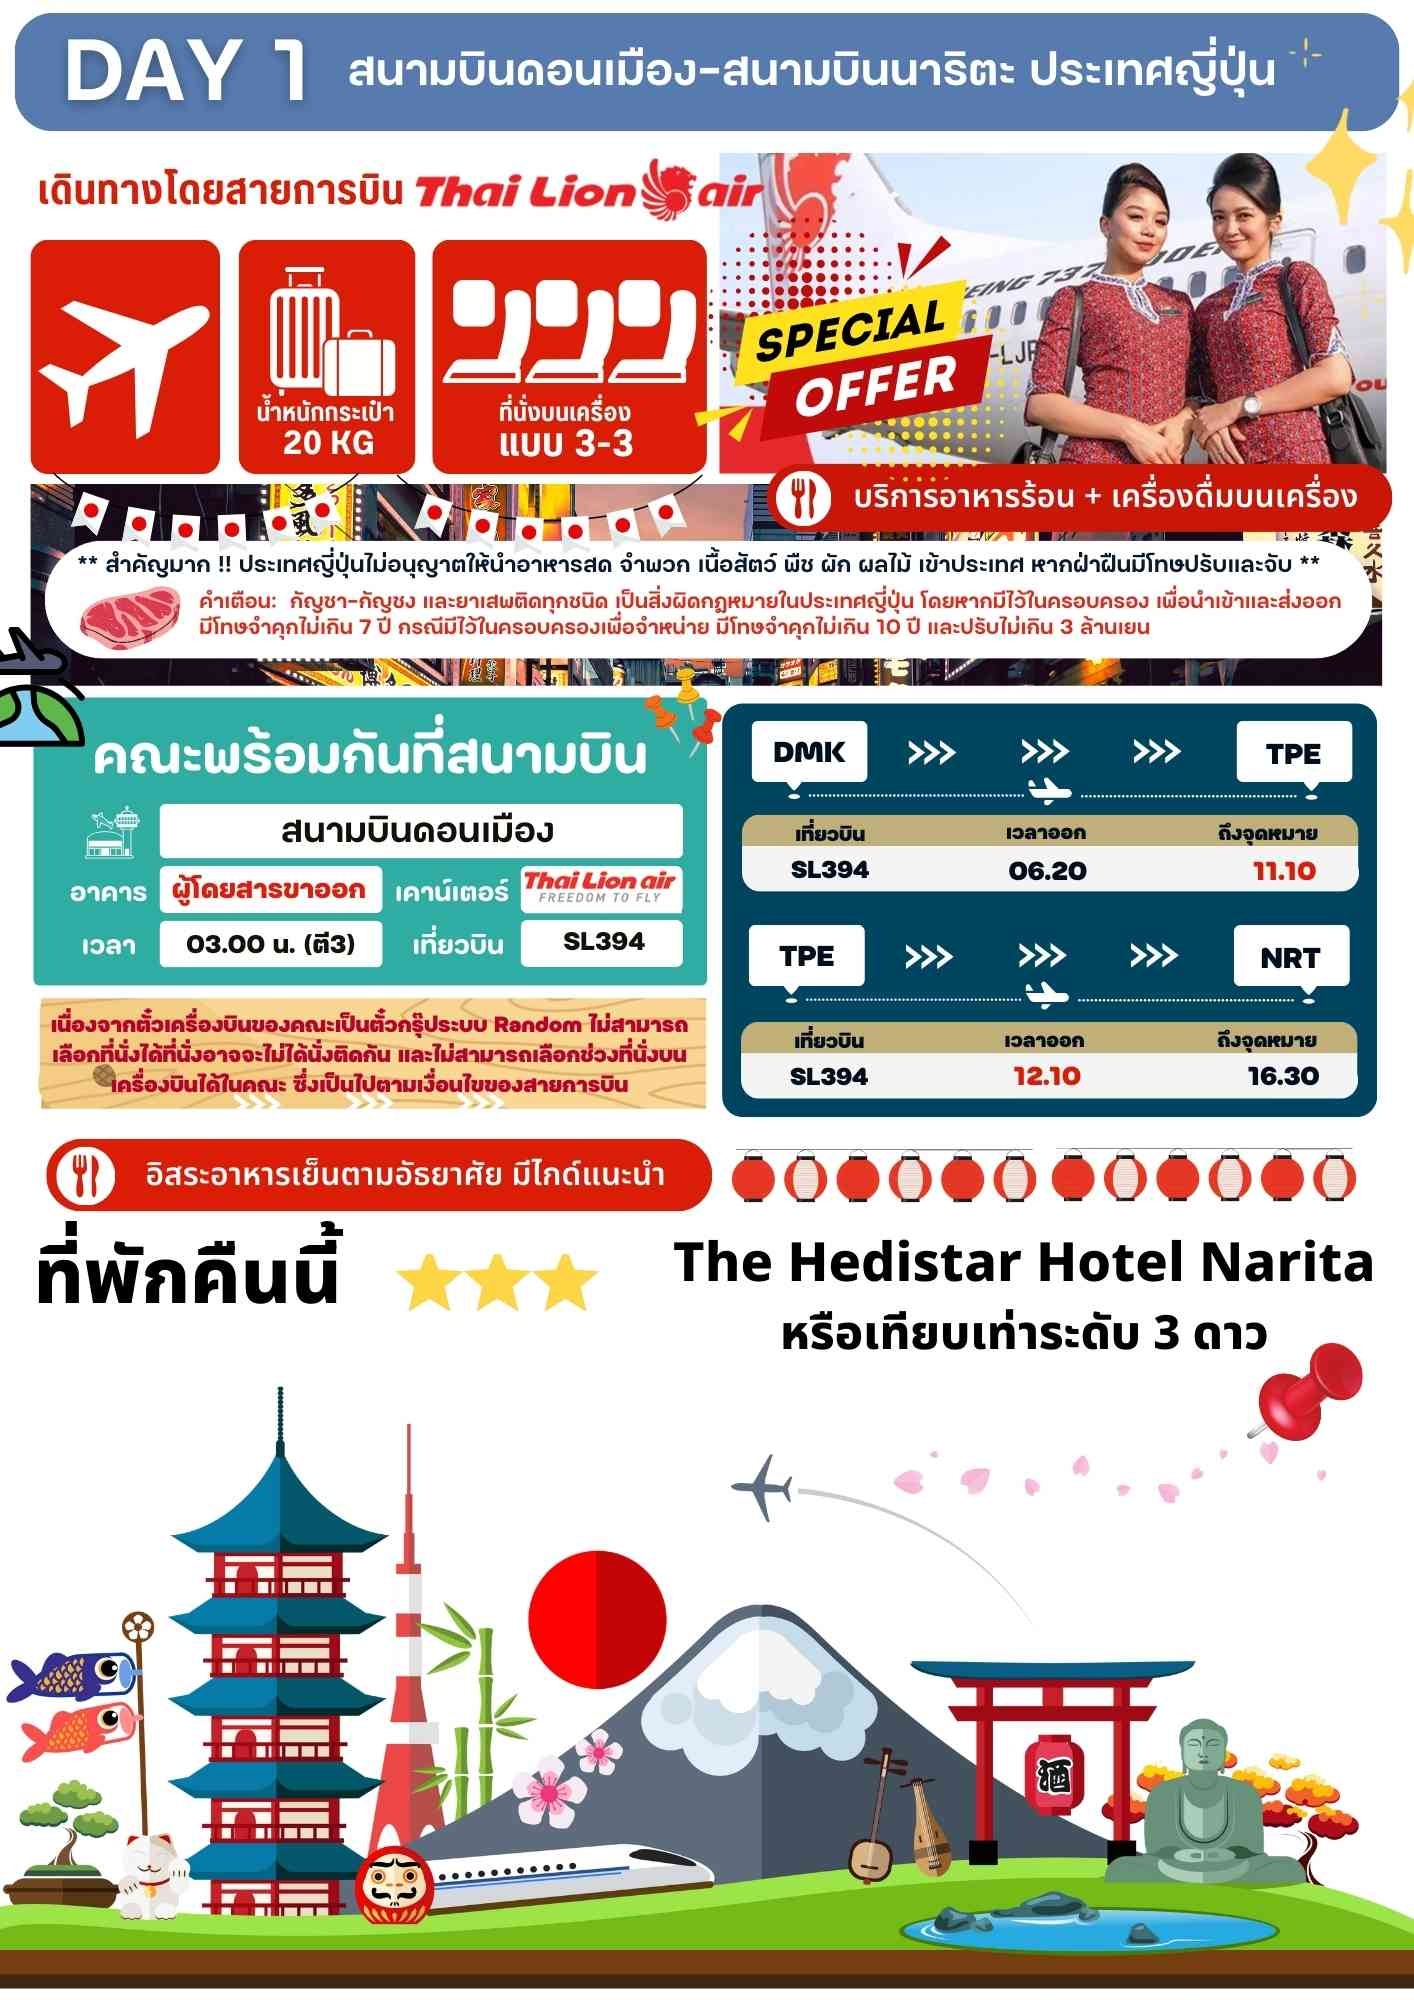 DAY 1 สนามบินดอนเมือง-สนามบินนาริตะ ประเทศญี่ปุ่น
เดินทางโดยสายการบิน Thai Lion air
น้ำหนักกระเป๋า
20 KG
ที่นั่งบนเครื่อง
แบบ 3-3
SPECIAL
OFFER
บริการอาหารร้อน + เครื่องดื่มบนเครื่อง
** สำคัญมาก !! ประเทศญี่ปุ่นไม่อนุญาตให้นำอาหารสด จำพวก เนื้อสัตว์ พืช ผัก ผลไม้ เข้าประเทศ หากฝ่าฝืนมีโทษปรับและจับ **
คำเตือน: กัญชา-กัญชง และยาเสพติดทุกชนิด เป็นสิ่งผิดกฎหมายในประเทศญี่ปุ่น โดยหากมีไว้ในครอบครอง เพื่อนำเข้าและส่งออก
มีโทษจำคุกไม่เกิน 7 ปี กรณีมีไว้ในครอบครองเพื่อจำหน่าย มีโทษจำคุกไม่เกิน 10 ปี และปรับไม่เกิน 3 ล้านเยน
คณะพร้อมกันที่สนามบิน
สนามบินดอนเมือง
อาคาร ผู้โดยสารขาออก เคาน์เตอร์ Thai Lion air
FREEDOM TO FLY
เวลา 03.00 น. (ตี3) เที่ยวบิน SL394
เนื่องจากตั๋วเครื่องบินของคณะเป็นตั๋วกรุ๊ประบบ Random ไม่สามารถ
เลือกที่นั่งได้ที่นั่งอาจจะไม่ได้นั่งติดกัน และไม่สามารถเลือกช่วงที่นั่งบน
เครื่องบินได้ในคณะ ซึ่งเป็นไปตามเงื่อนไขของสายการบิน
DMK TPE
เที่ยวบิน เวลาออก ถึงจุดหมาย
SL394 06.20 11.10
TPE NRT
เที่ยวบิน เวลาออก ถึงจุดหมาย
SL394 12.10 16.30
อิสระอาหารเย็นตามอัธยาศัย มีไกด์แนะนำ
ที่พักคืนนี้
The Hedistar Hotel Narita
หรือเทียบเท่าระดับ 3 ดาว
酒